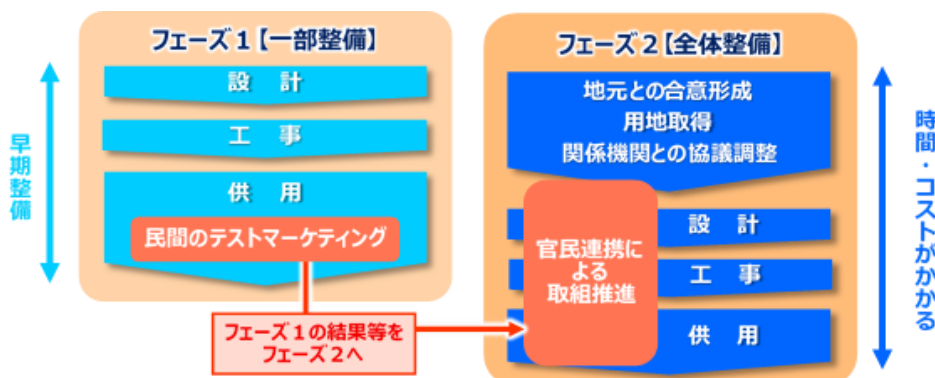 フェーズ1【一部整備】
早期整備
設 計
工 事
供 用
民間のテストマーケティング
フェーズ1の結果等を
フェーズ2へ
フェーズ2【全体整備】
地元との合意形成
用地取得
関係機関との協議調整
官民連携に
よる
取組推進
設 計
工 事
供 用
時間・コストがかかる